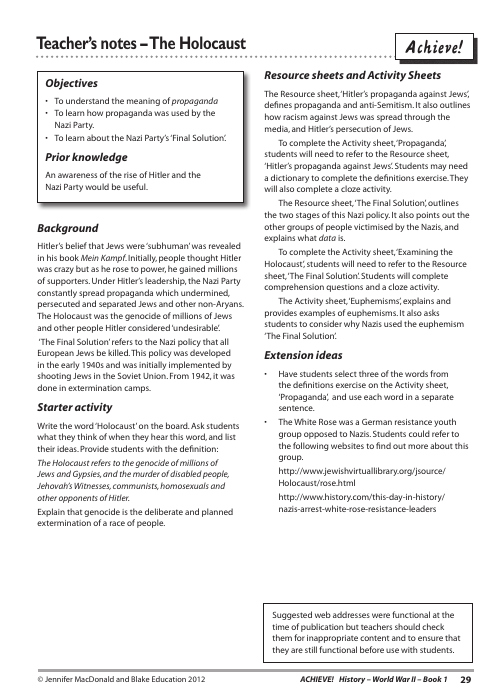 Teacher's notes – The Holocaust
Achieve!
Objectives
• To understand the meaning of propaganda
• To learn how propaganda was used by the
Nazi Party.
• To learn about the Nazi Party's 'Final Solution'.
Prior knowledge
An awareness of the rise of Hitler and the
Nazi Party would be useful.
Background
Hitler's belief that Jews were 'subhuman' was revealed
in his book Mein Kampf. Initially, people thought Hitler
was crazy but as he rose to power, he gained millions
of supporters. Under Hitler's leadership, the Nazi Party
constantly spread propaganda which undermined,
persecuted and separated Jews and other non-Aryans.
The Holocaust was the genocide of millions of Jews
and other people Hitler considered 'undesirable'.
'The Final Solution' refers to the Nazi policy that all
European Jews be killed. This policy was developed
in the early 1940s and was initially implemented by
shooting Jews in the Soviet Union. From 1942, it was
done in extermination camps.
Starter activity
Write the word 'Holocaust' on the board. Ask students
what they think of when they hear this word, and list
their ideas. Provide students with the definition:
The Holocaust refers to the genocide of millions of
Jews and Gypsies, and the murder of disabled people,
Jehovah's Witnesses, communists, homosexuals and
other opponents of Hitler.
Explain that genocide is the deliberate and planned
extermination of a race of people.
Resource sheets and Activity Sheets
The Resource sheet, 'Hitler's propaganda against Jews',
defines propaganda and anti-Semitism. It also outlines
how racism against Jews was spread through the
media, and Hitler's persecution of Jews.
To complete the Activity sheet, 'Propaganda',
students will need to refer to the Resource sheet,
'Hitler's propaganda against Jews'. Students may need
a dictionary to complete the definitions exercise. They
will also complete a cloze activity.
The Resource sheet, 'The Final Solution', outlines
the two stages of this Nazi policy. It also points out the
other groups of people victimised by the Nazis, and
explains what data is.
To complete the Activity sheet, 'Examining the
Holocaust', students will need to refer to the Resource
sheet, 'The Final Solution'. Students will complete
comprehension questions and a cloze activity.
The Activity sheet, 'Euphemisms', explains and
provides examples of euphemisms. It also asks
students to consider why Nazis used the euphemism
'The Final Solution'.
Extension ideas
• Have students select three of the words from
the definitions exercise on the Activity sheet,
'Propaganda', and use each word in a separate
sentence.
• The White Rose was a German resistance youth
group opposed to Nazis. Students could refer to
the following websites to find out more about this
group.
http://www.jewishvirtuallibrary.org/jsource/
Holocaust/rose.html
http://www.history.com/this-day-in-history/
nazis-arrest-white-rose-resistance-leaders
Suggested web addresses were functional at the
time of publication but teachers should check
them for inappropriate content and to ensure that
they are still functional before use with students.
© Jennifer MacDonald and Blake Education 2012
ACHIEVE! History – World War II – Book 1 29